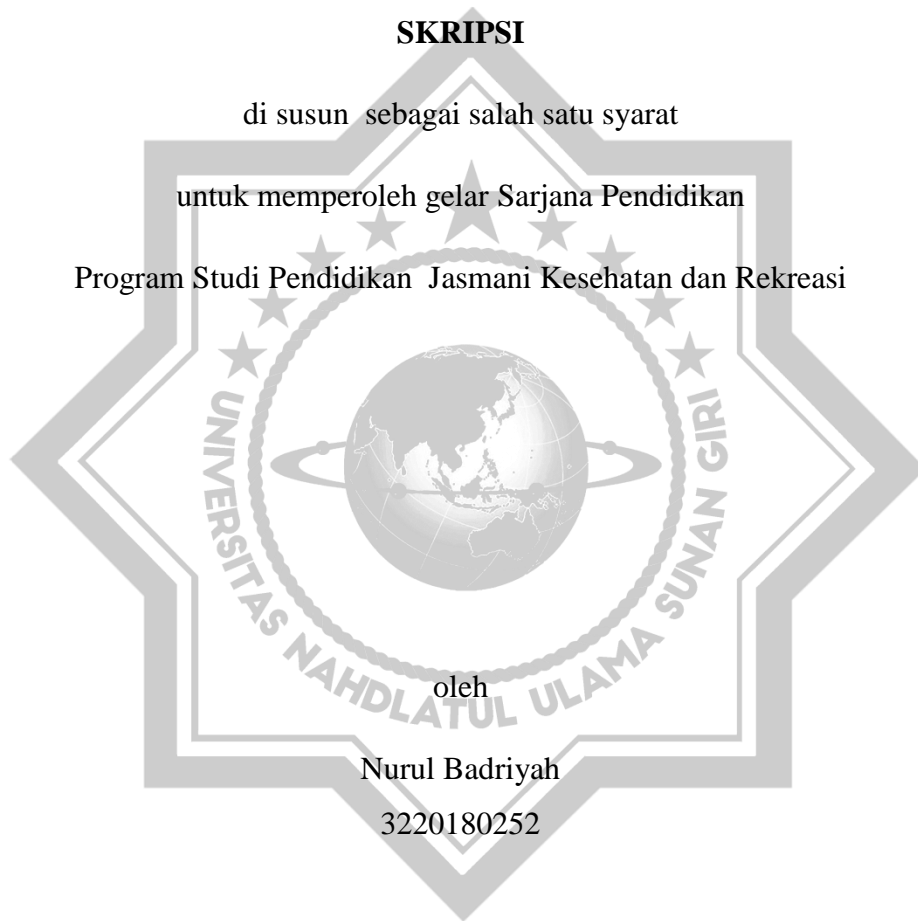 SKRIPSI
di susun  sebagai salah satu syarat
untuk memperoleh gelar Sarjana Pendidikan
Program Studi Pendidikan  Jasmani Kesehatan dan Rekreasi
UNIVERSITAS NAHDLATUL ULAMA SUNAN GIRI
oleh
Nurul Badriyah
3220180252